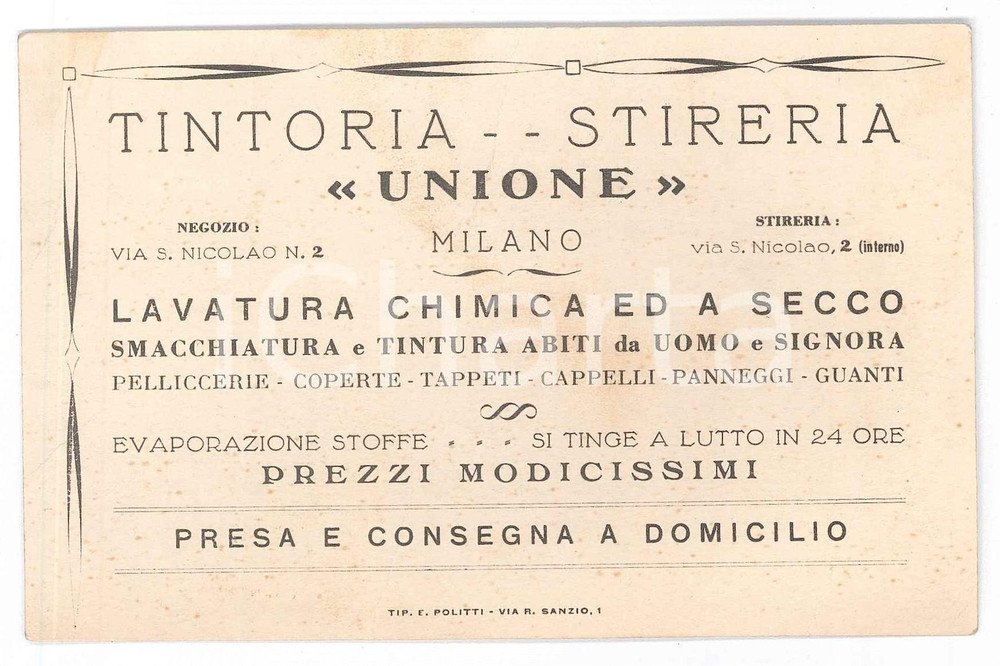 TINTORIA -- STIRERIA
« UNIONE »
NEGOZIO :
VIA S. NICOLAO N. 2
MILANO
STIRERIA :
via S. Nicolao, 2 (interno)
LAVATURA CHIMICA ED A SECCO
SMACCHIATURA e TINTURA ABITI da UOMO e SIGNORA
PELLICCERIE - COPERTE - TAPPETI - CAPPELLI - PANNEGGI - GUANTI
EVAPORAZIONE STOFFE - - - SI TINGE A LUTTO IN 24 ORE
PREZZI MODICISSIMI
PRESA E CONSEGNA A DOMICILIO
TIP. E. POLITTI - VIA R. SANZIO, 1
iCharta